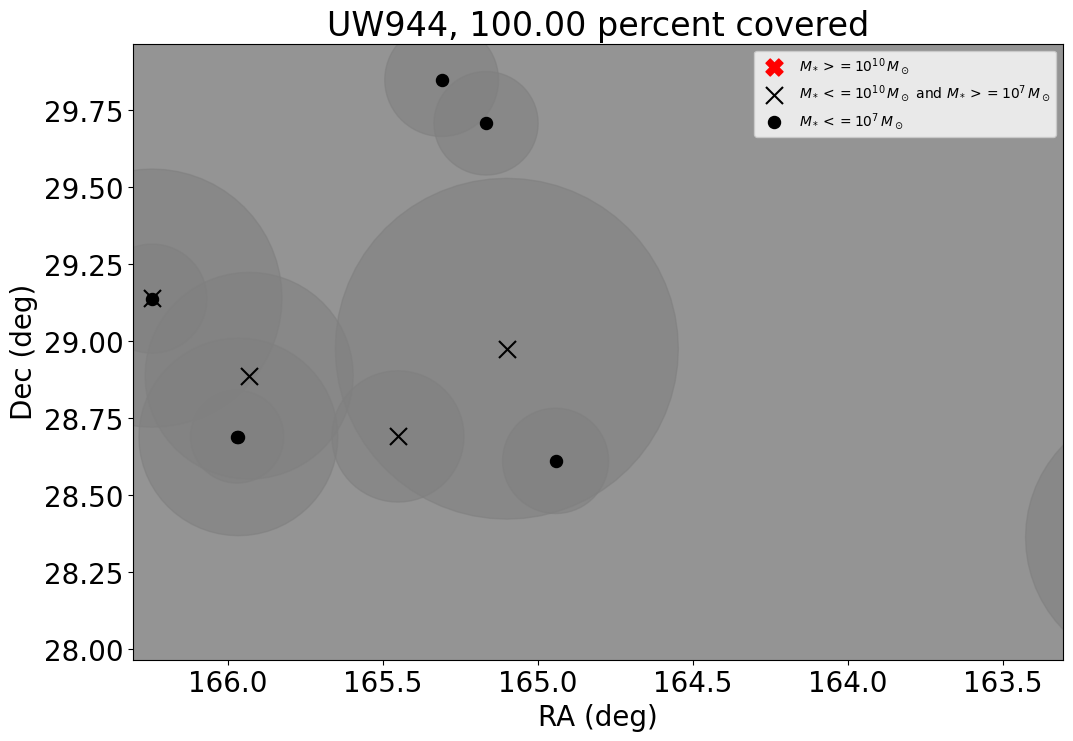 UW944, 100.00 percent covered
M* >= 10^10 M⊙
M* <= 10^10 M⊙ and M* >= 10^7 M⊙
M* <= 10^7 M⊙
29.75
29.50
29.25
29.00
28.75
28.50
28.25
28.00
Dec (deg)
166.0 165.5 165.0 164.5 164.0 163.5
RA (deg)